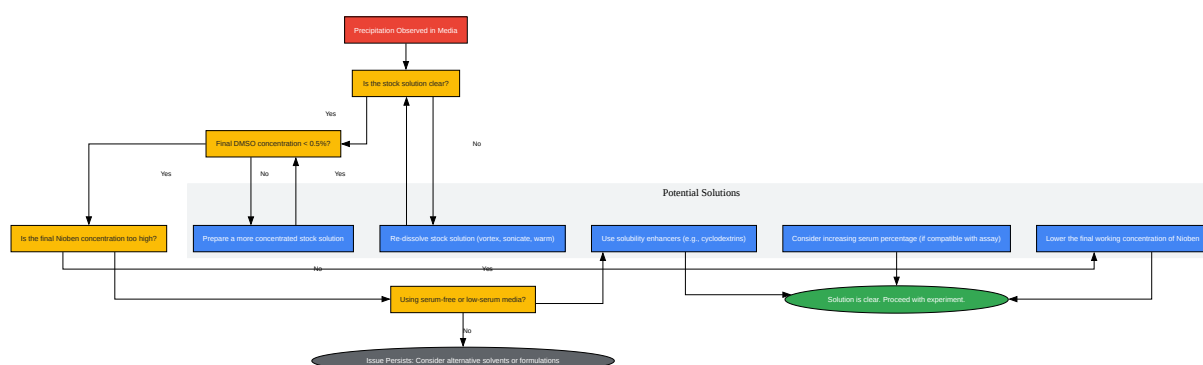 Precipitation Observed in Media
Is the stock solution clear?
Yes
Final DMSO concentration < 0.5%?
No
Yes
No
Yes
Potential Solutions
Is the final Nioben concentration too high?
Prepare a more concentrated stock solution
Re-dissolve stock solution (vortex, sonicate, warm)
Use solubility enhancers (e.g., cyclodextrins)
Consider increasing serum percentage (if compatible with assay)
Lower the final working concentration of Nioben
No
Yes
Using serum-free or low-serum media?
Solution is clear. Proceed with experiment.
No
Issue Persists: Consider alternative solvents or formulations